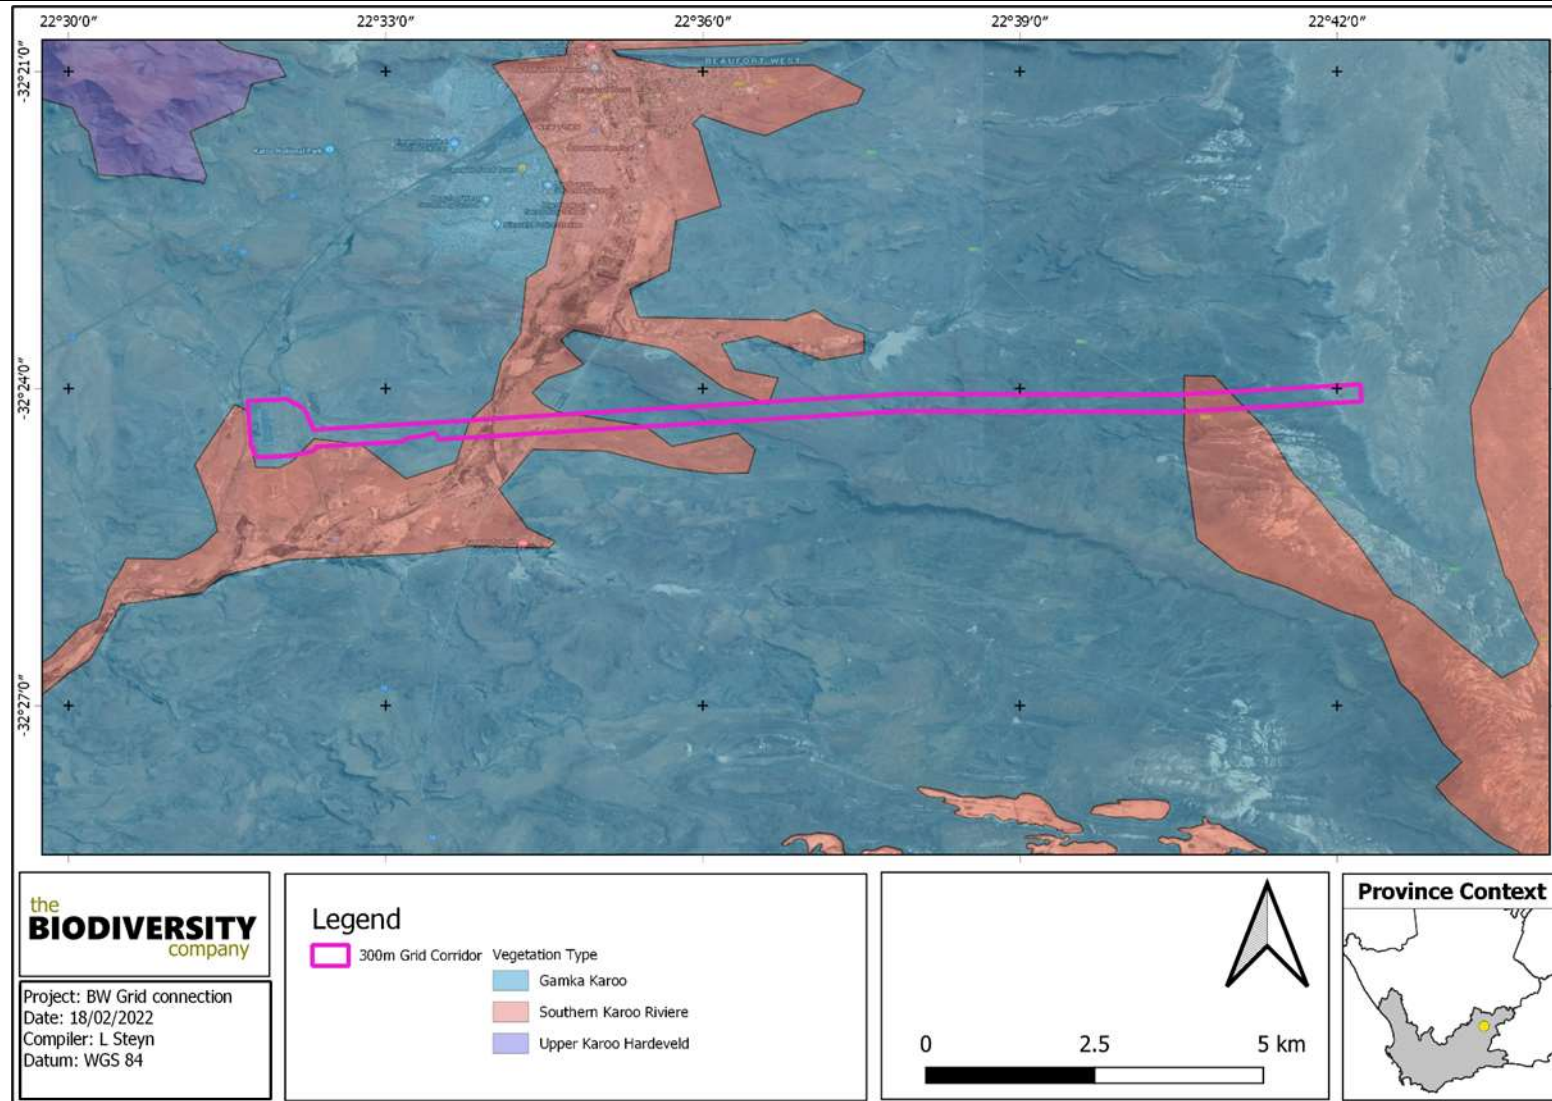 22°30'0" 22°33'0" 22°36'0" 22°39'0" 22°42'0"
-32°21'0"
-32°24'0"
-32°27'0"
BEAUFORT WEST
Karoo National Park
the
BIODIVERSITY
company
Project: BW Grid connection
Date: 18/02/2022
Compiler: L Steyn
Datum: WGS 84
Legend
300m Grid Corridor
Vegetation Type
Gamka Karoo
Southern Karoo Riviere
Upper Karoo Hardeveld
0 2.5 5 km
Province Context